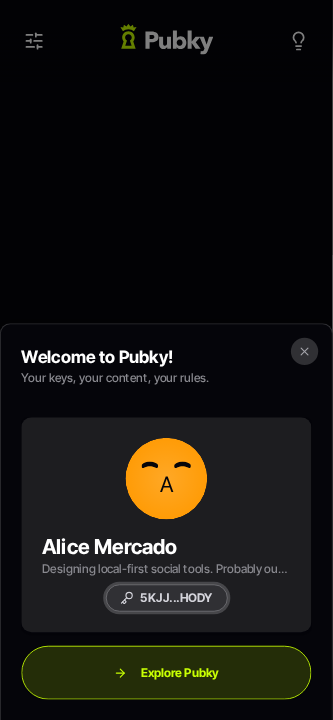 Pubky
Welcome to Pubky!
Your keys, your content, your rules.
A
Alice Mercado
Designing local-first social tools. Probably ou...
5KJJ...HODY
Explore Pubky